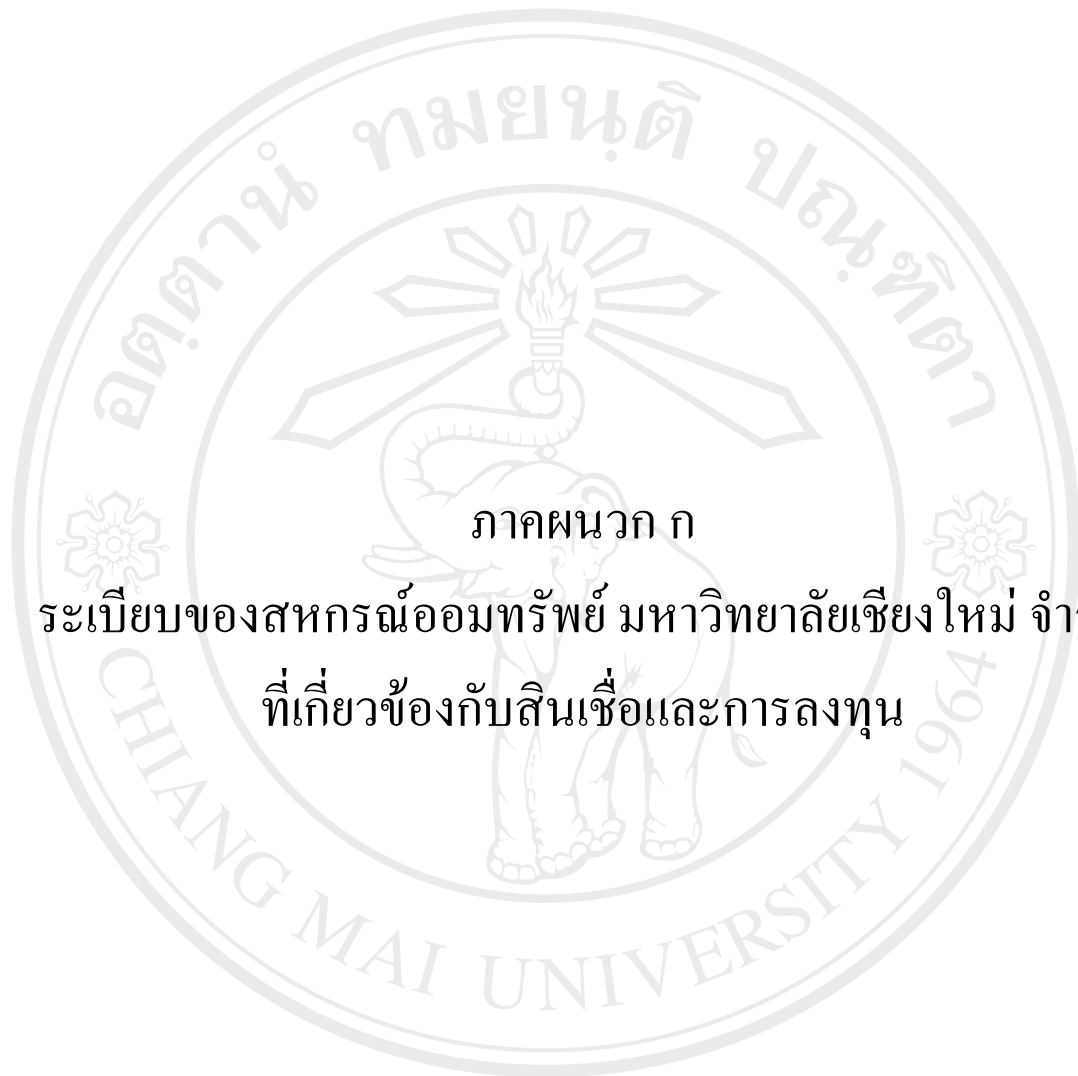 อตฺตานํ ทมยนฺติ ปณฺฑิตา
ภาคผนวก ก
ระเบียบของสหกรณ์ออมทรัพย์ มหาวิทยาลัยเชียงใหม่
ที่เกี่ยวข้องกับสินเชื่อและการลงทุน
CHIANG MAI UNIVERSITY 1964